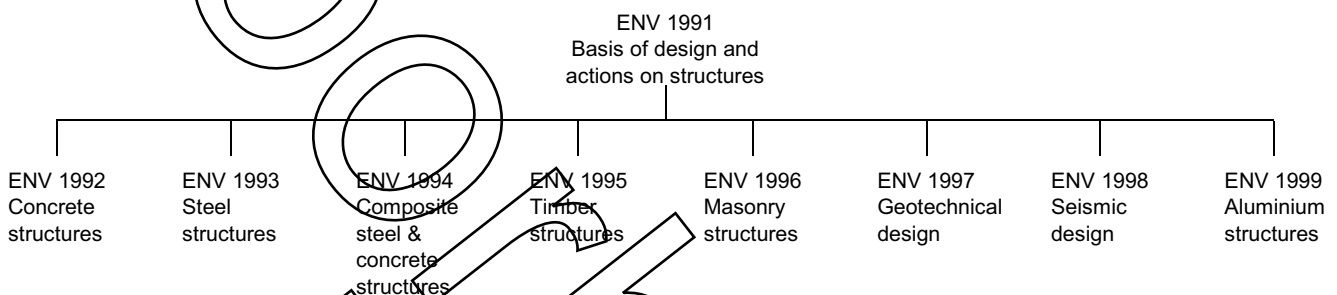 ENV 1991
Basis of design and
actions on structures
ENV 1992
Concrete
structures
ENV 1993
Steel
structures
ENV 1994
Composite
steel &
concrete
structures
ENV 1995
Timber
structures
ENV 1996
Masonry
structures
ENV 1997
Geotechnical
design
ENV 1998
Seismic
design
ENV 1999
Aluminium
structures